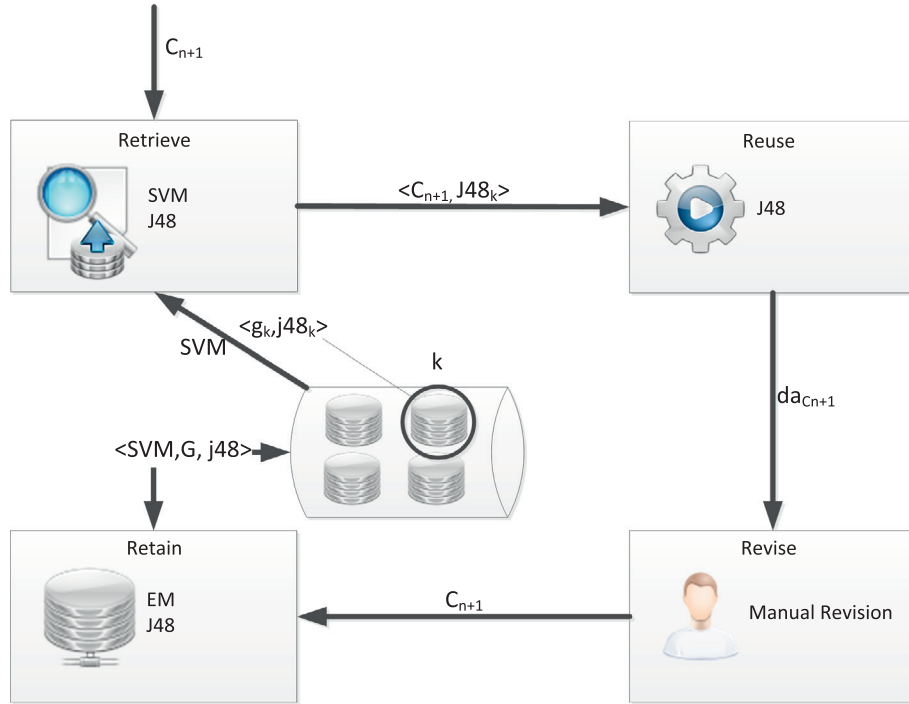 Cn+1
Retrieve
SVM
J48
<Cn+1, J48k>
Reuse
J48
<gk,j48k>
SVM
k
daCn+1
<SVM,G, j48>
Retain
EM
J48
Cn+1
Revise
Manual Revision